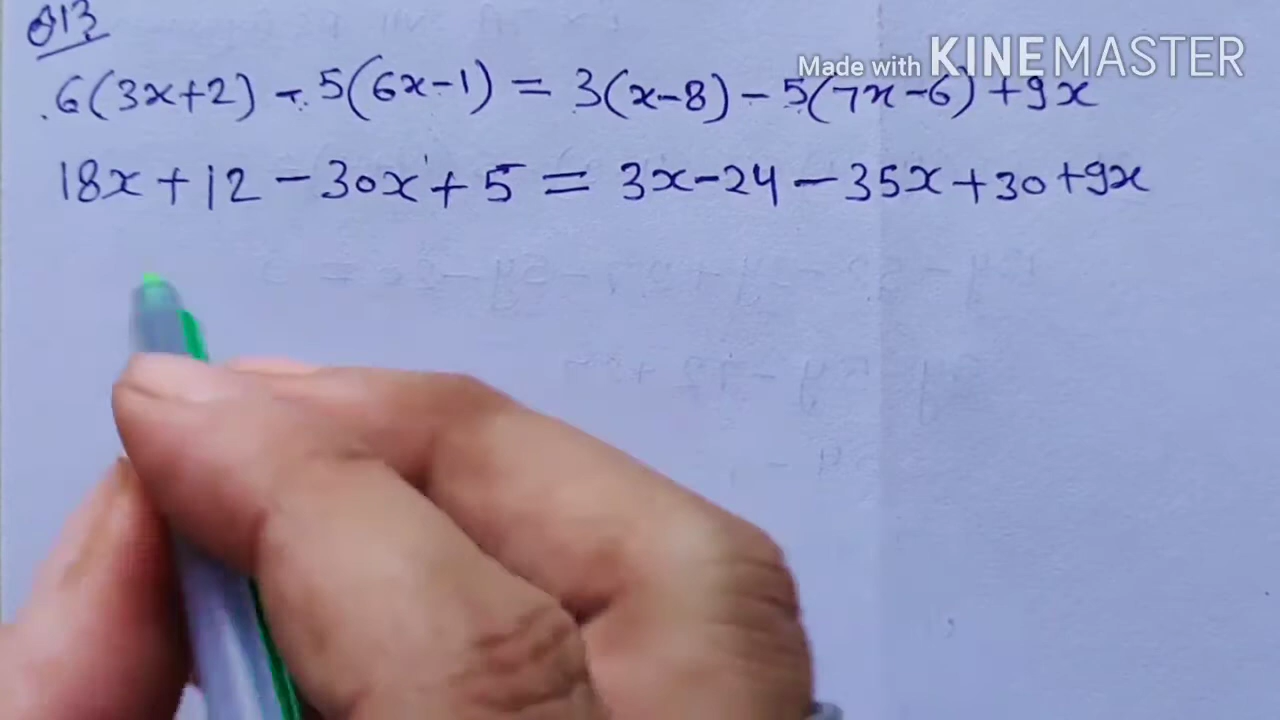 Q13
Made with KINEMASTER
6(3x+2) - 5(6x-1) = 3(x-8) - 5(7x-6) +9x
18x + 12 - 30x + 5 = 3x-24 - 35x + 30 +9x